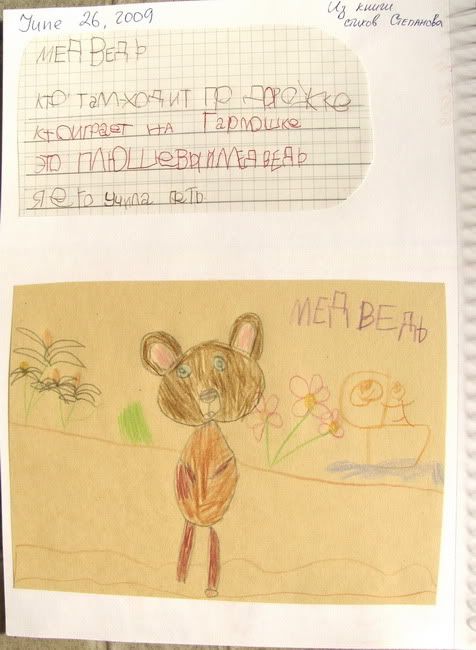 June 26, 2009
Из книги
стихов Степанова
МЕДВЕДЬ
КТО ТАМ ХОДИТ ПО ДОРОЖКЕ
КТО ИГРАЕТ НА ГАРМОШКЕ
ЭТО ПЛЮШЕВЫЙ МЕДВЕДЬ
Я ЕГО УЧИЛА ПЕТЬ
МЕДВЕДЬ